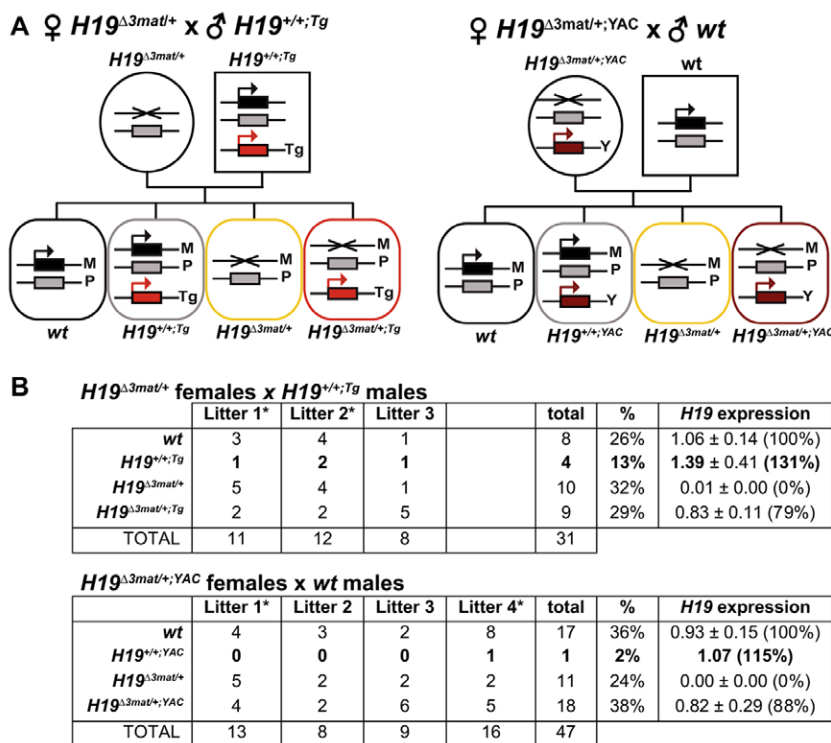 A ♀ H19Δ3mat/+ x ♂ H19+/+;Tg
♀ H19Δ3mat/+;YAC x ♂ wt
H19Δ3mat/+ H19+/+;Tg
Tg
M M M
P P P P
Tg Tg
wt H19+/+;Tg H19Δ3mat/+ H19Δ3mat/+;Tg
H19Δ3mat/+;YAC wt
Y
M M M M
P P P P
Y Y
wt H19+/+;YAC H19Δ3mat/+ H19Δ3mat/+;YAC
B H19Δ3mat/+ females x H19+/+;Tg males
Litter 1* Litter 2* Litter 3 total % H19 expression
wt 3 4 1 8 26% 1.06 ± 0.14 (100%)
H19+/+;Tg 1 2 1 4 13% 1.39 ± 0.41 (131%)
H19Δ3mat/+ 5 4 1 10 32% 0.01 ± 0.00 (0%)
H19Δ3mat/+;Tg 2 2 5 9 29% 0.83 ± 0.11 (79%)
TOTAL 11 12 8 31
H19Δ3mat/+;YAC females x wt males
Litter 1* Litter 2 Litter 3 Litter 4* total % H19 expression
wt 4 3 2 8 17 36% 0.93 ± 0.15 (100%)
H19+/+;YAC 0 0 0 1 1 2% 1.07 (115%)
H19Δ3mat/+ 5 2 2 2 11 24% 0.00 ± 0.00 (0%)
H19Δ3mat/+;YAC 4 2 6 5 18 38% 0.82 ± 0.29 (88%)
TOTAL 13 8 9 16 47